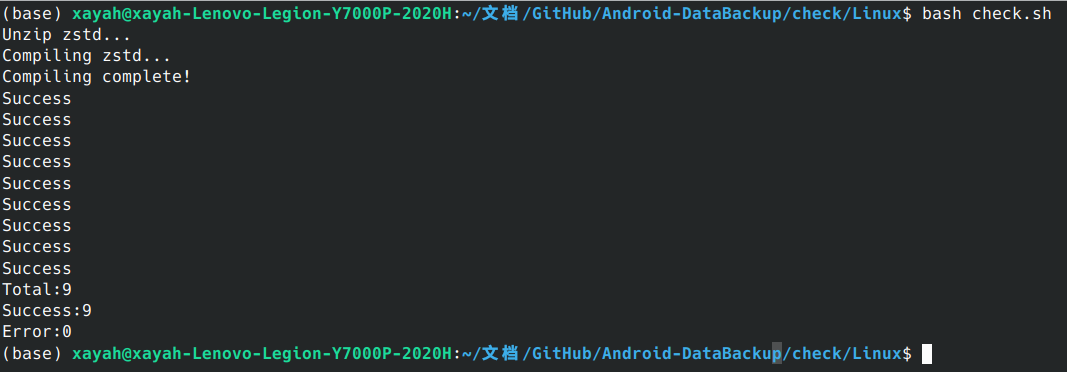 (base) xayah@xayah-Lenovo-Legion-Y7000P-2020H:~/文档/GitHub/Android-DataBackup/check/Linux$ bash check.sh
Unzip zstd...
Compiling zstd...
Compiling complete!
Success
Success
Success
Success
Success
Success
Success
Success
Success
Total:9
Success:9
Error:0
(base) xayah@xayah-Lenovo-Legion-Y7000P-2020H:~/文档/GitHub/Android-DataBackup/check/Linux$